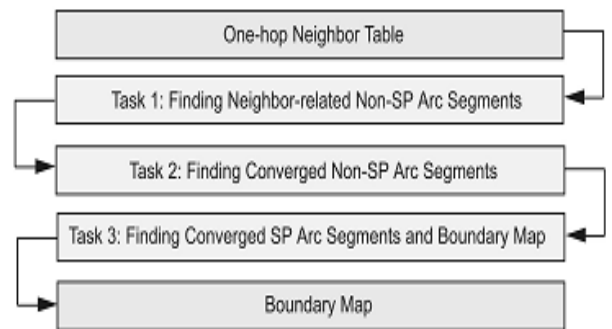 One-hop Neighbor Table
Task 1: Finding Neighbor-related Non-SP Arc Segments
Task 2: Finding Converged Non-SP Arc Segments
Task 3: Finding Converged SP Arc Segments and Boundary Map
Boundary Map